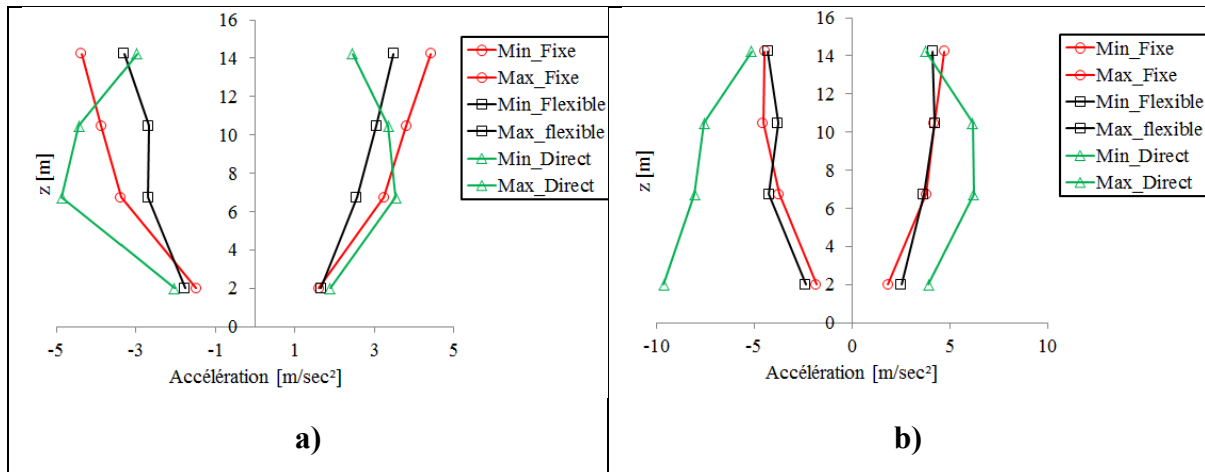 16
14
12
10
8
6
4
2
0
z [m]
-5
-3
-1
1
3
5
Accélération [m/sec²]
Min_Fixe
Max_Fixe
Min_Flexible
Max_flexible
Min_Direct
Max_Direct
a)
16
14
12
10
8
6
4
2
0
z [m]
-10
-5
0
5
10
Accélération [m/sec²]
Min_Fixe
Max_Fixe
Min_Flexible
Max_flexible
Min_Direct
Max_Direct
b)